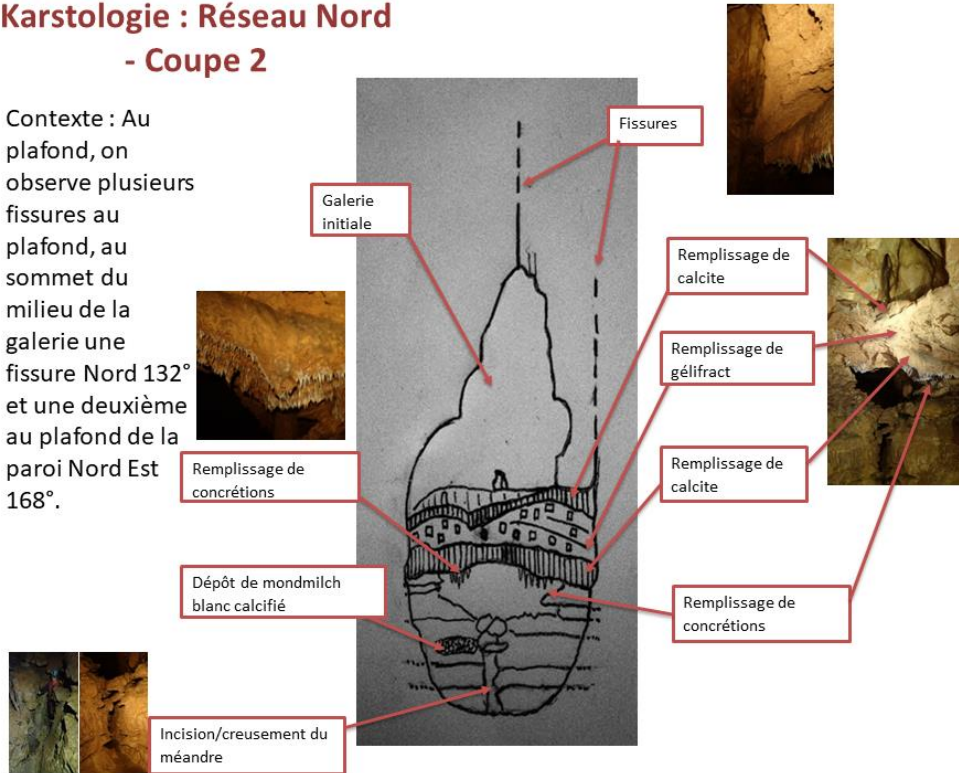 Karstologie : Réseau Nord
- Coupe 2
Contexte : Au
plafond, on
observe plusieurs
fissures au
plafond, au
sommet du
milieu de la
galerie une
fissure Nord 132°
et une deuxième
au plafond de la
paroi Nord Est
168°.
Fissures
Galerie
initiale
Remplissage de
calcite
Remplissage de
gélifract
Remplissage de
concrétions
Remplissage de
calcite
Dépôt de mondmilch
blanc calcifié
Remplissage de
concrétions
Incision/creusement du
méandre